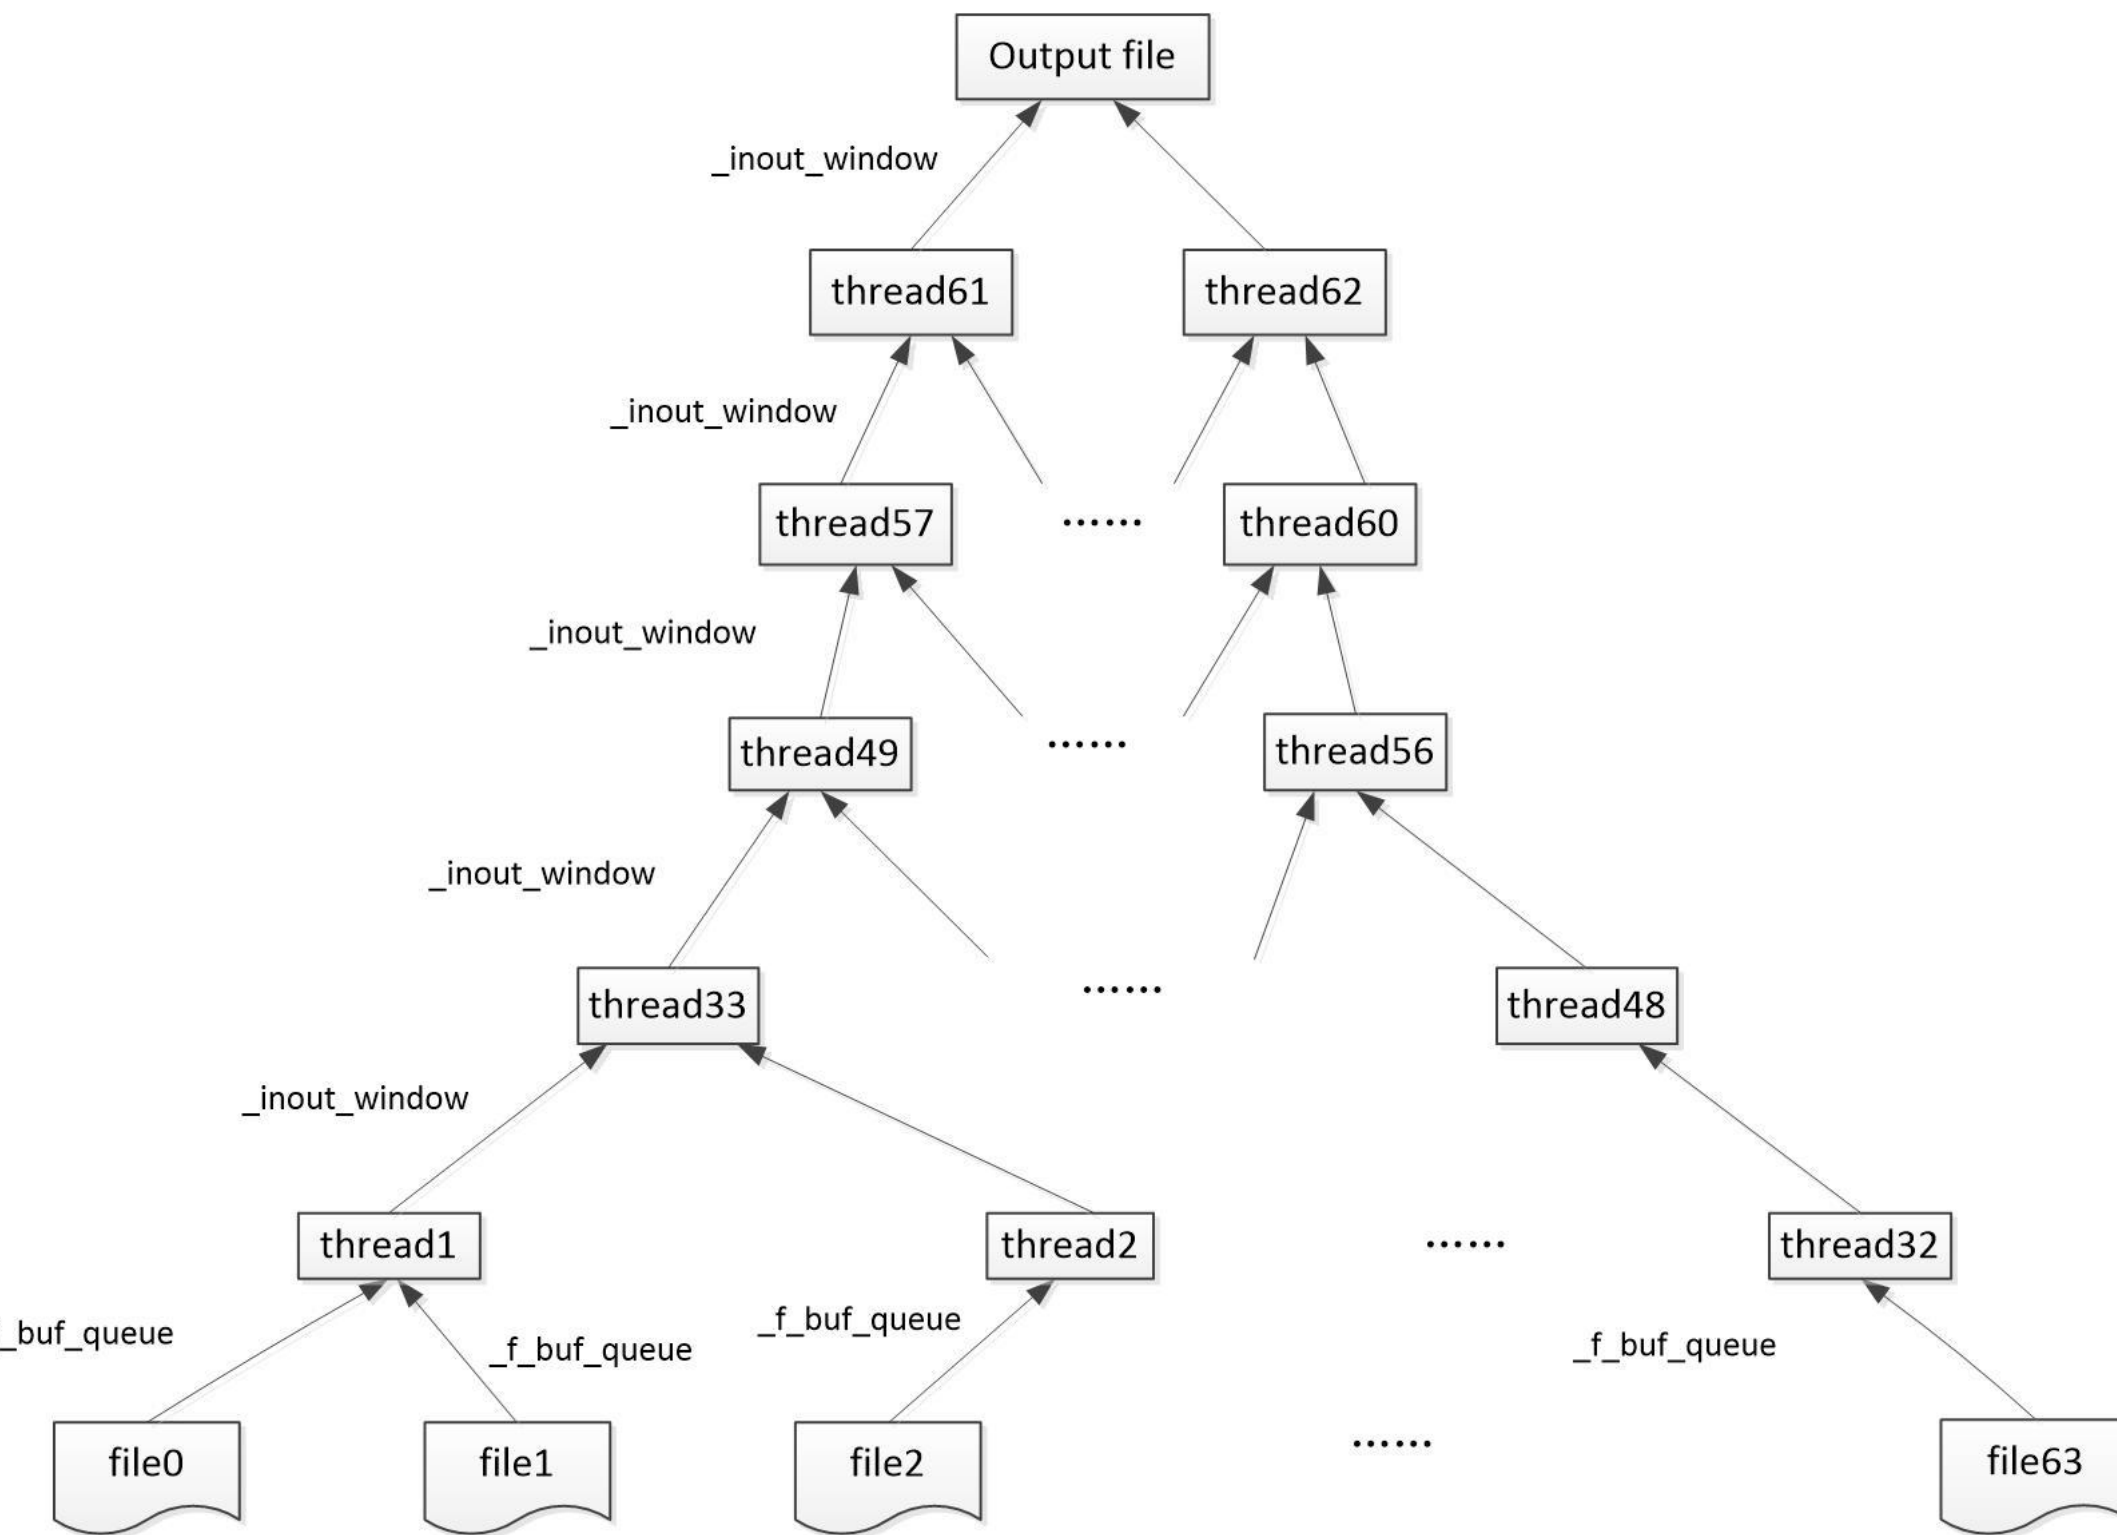 Output file
_inout_window
thread61
thread62
_inout_window
thread57
......
thread60
_inout_window
thread49
......
thread56
_inout_window
thread33
......
thread48
_inout_window
thread1
thread2
......
thread32
_buf_queue
_f_buf_queue
_f_buf_queue
_f_buf_queue
file0
file1
file2
......
file63